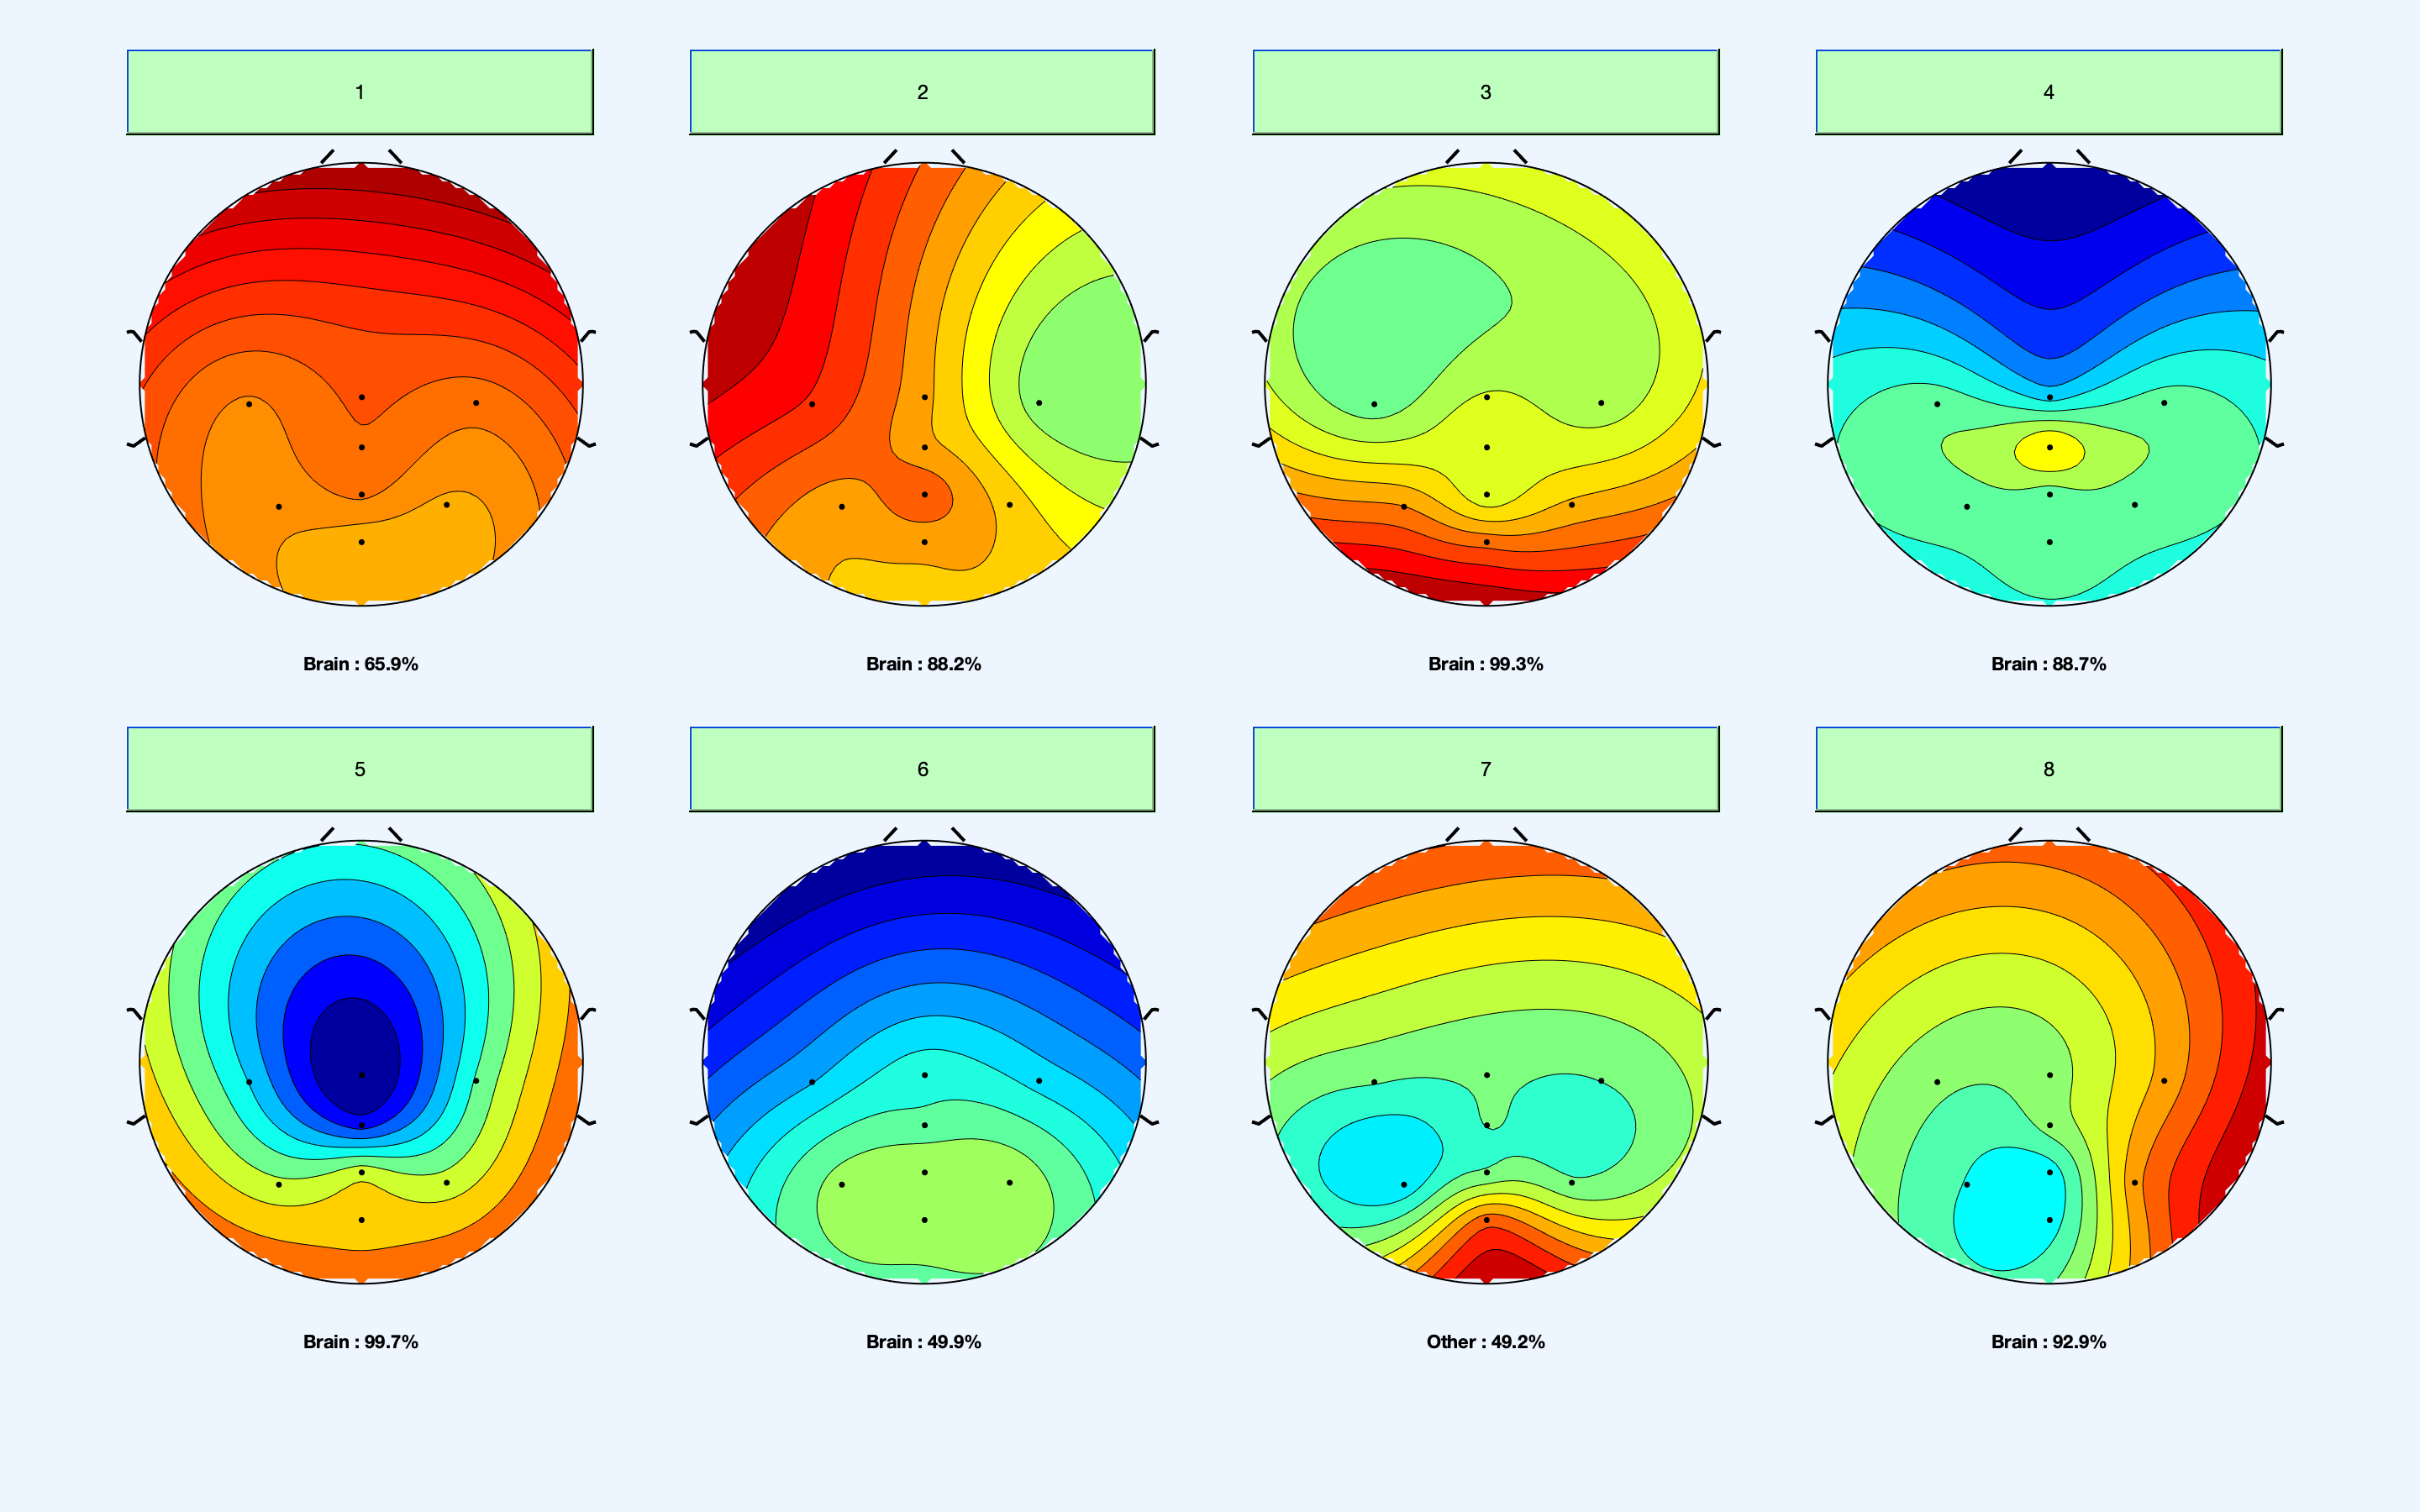 1
2
3
4
Brain : 65.9%
Brain : 88.2%
Brain : 99.3%
Brain : 88.7%
5
6
7
8
Brain : 99.7%
Brain : 49.9%
Other : 49.2%
Brain : 92.9%